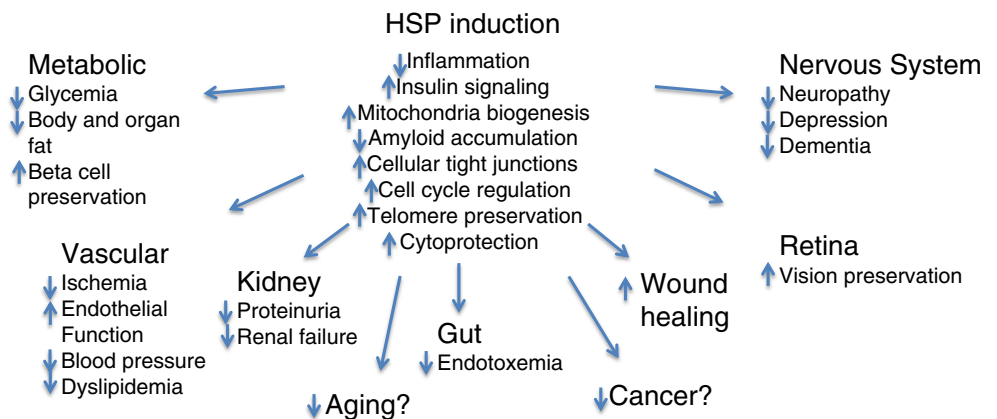 HSP induction
Inflammation
Insulin signaling
Mitochondria biogenesis
Amyloid accumulation
Cellular tight junctions
Cell cycle regulation
Telomere preservation
Cytoprotection
Metabolic
Glycemia
Body and organ
fat
Beta cell
preservation
Nervous System
Neuropathy
Depression
Dementia
Vascular
Ischemia
Endothelial
Function
Blood pressure
Dyslipidemia
Kidney
Proteinuria
Renal failure
Gut
Endotoxemia
Wound
healing
Retina
Vision preservation
Aging?
Cancer?